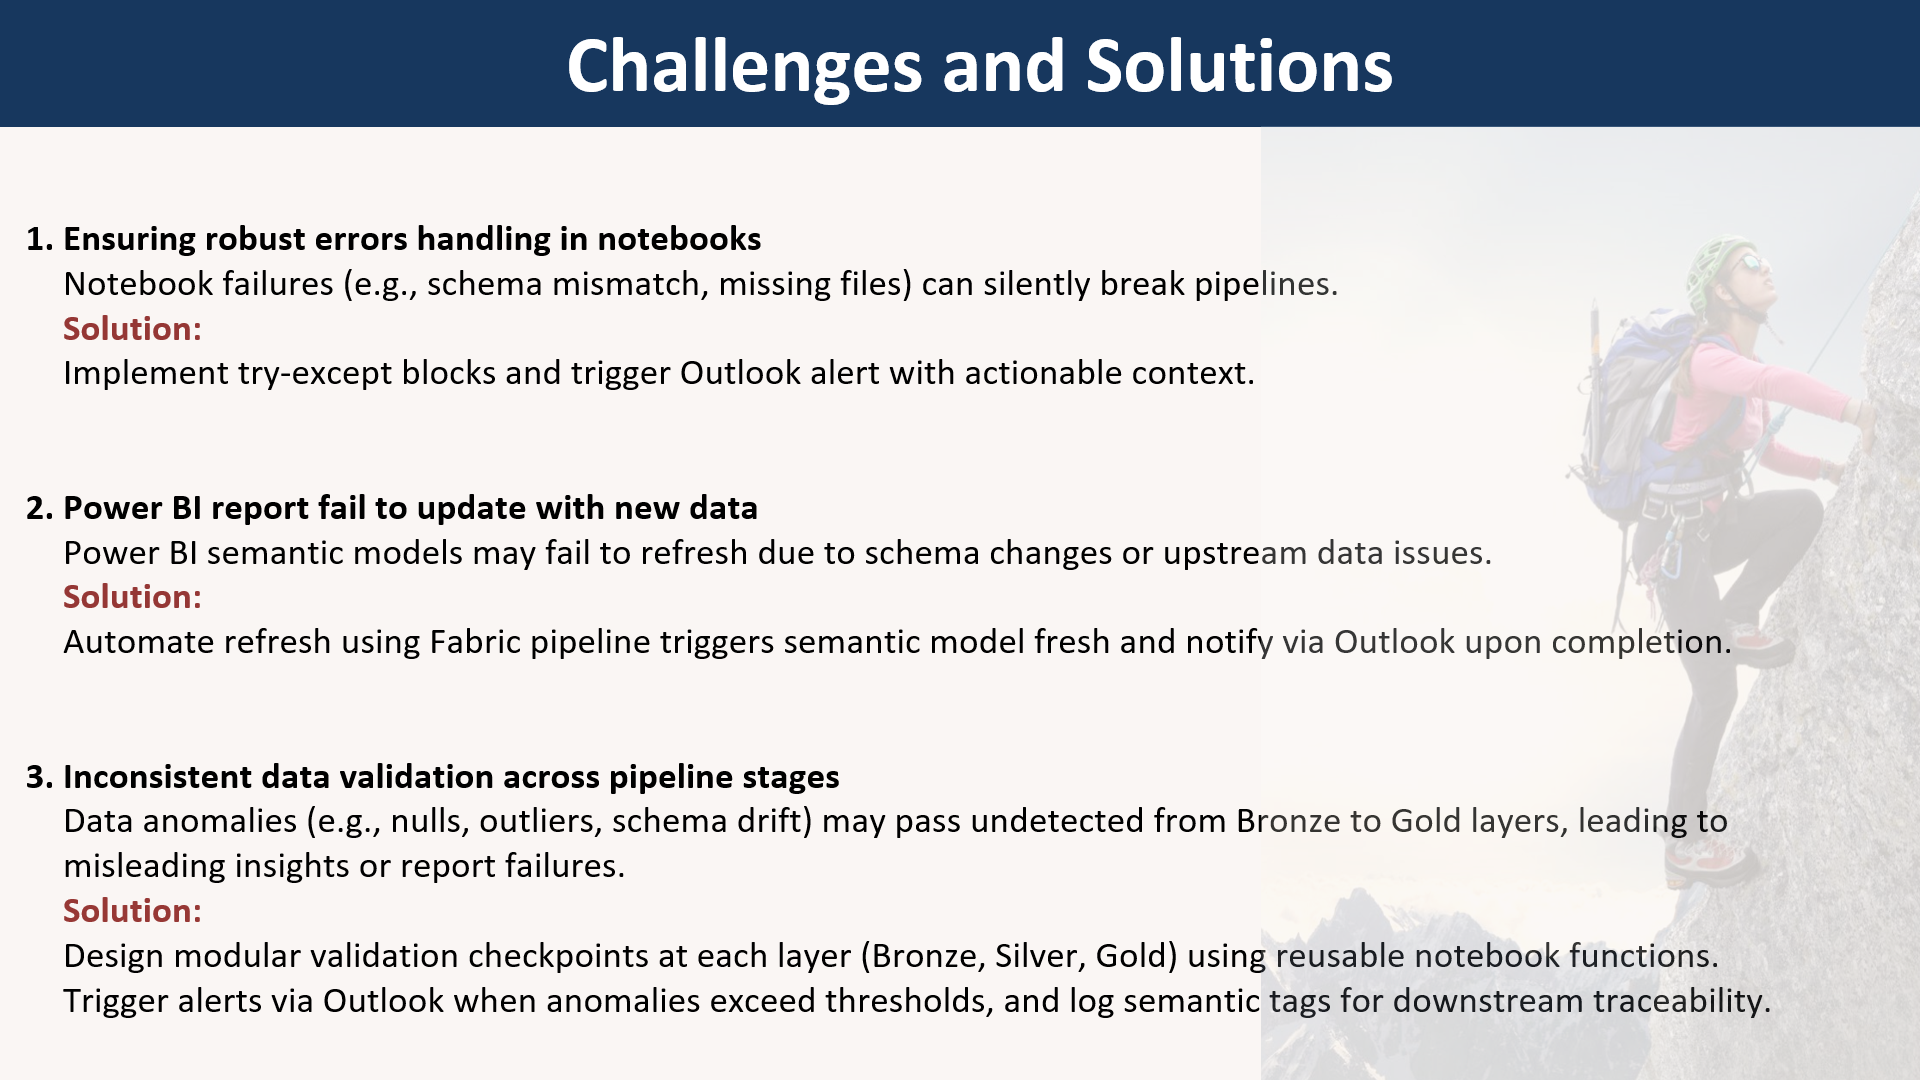 Challenges and Solutions
1. Ensuring robust errors handling in notebooks
Notebook failures (e.g., schema mismatch, missing files) can silently break pipelines.
Solution:
Implement try-except blocks and trigger Outlook alert with actionable context.
2. Power BI report fail to update with new data
Power BI semantic models may fail to refresh due to schema changes or upstream data issues.
Solution:
Automate refresh using Fabric pipeline triggers semantic model fresh and notify via Outlook upon completion.
3. Inconsistent data validation across pipeline stages
Data anomalies (e.g., nulls, outliers, schema drift) may pass undetected from Bronze to Gold layers, leading to
misleading insights or report failures.
Solution:
Design modular validation checkpoints at each layer (Bronze, Silver, Gold) using reusable notebook functions.
Trigger alerts via Outlook when anomalies exceed thresholds, and log semantic tags for downstream traceability.